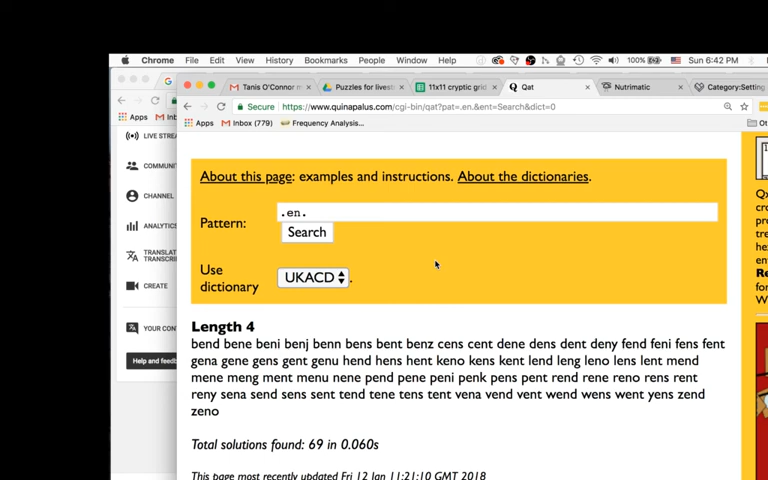 Chrome File Edit View History Bookmarks People Window Help 100% Sun 6:42 PM
Tanis O'Connor m Puzzles for livest 11x11 cryptic grid Qat Nutrimatic Category:Setting
Secure https://www.quinapalus.com/cgi-bin/qat?pat=.en.&ent=Search&dict=0
Apps Apps Inbox (779) Frequency Analysis...
LIVE STREA
COMMUN
CHANNEL
ANALYTIC
TRANSLAT
TRANSCRI
CREATE
YOUR CON
Help and feedb
About this page: examples and instructions. About the dictionaries.
Pattern: .en.
Search
Use
dictionary UKACD .
Length 4
bend bene beni benj benn bens bent benz cens cent dene dens dent deny fend feni fens fent
gena gene gens gent genu hend hens hent keno kens kent lend leng leno lens lent mend
mene meng ment menu nene pend pene peni penk pens pent rend rene reno rens rent
reny sena send sens sent tend tene tens tent vena vend vent wend wens went yens zend
zeno
Total solutions found: 69 in 0.060s
This page most recently updated Fri 12 Jan 11:21:10 GMT 2018